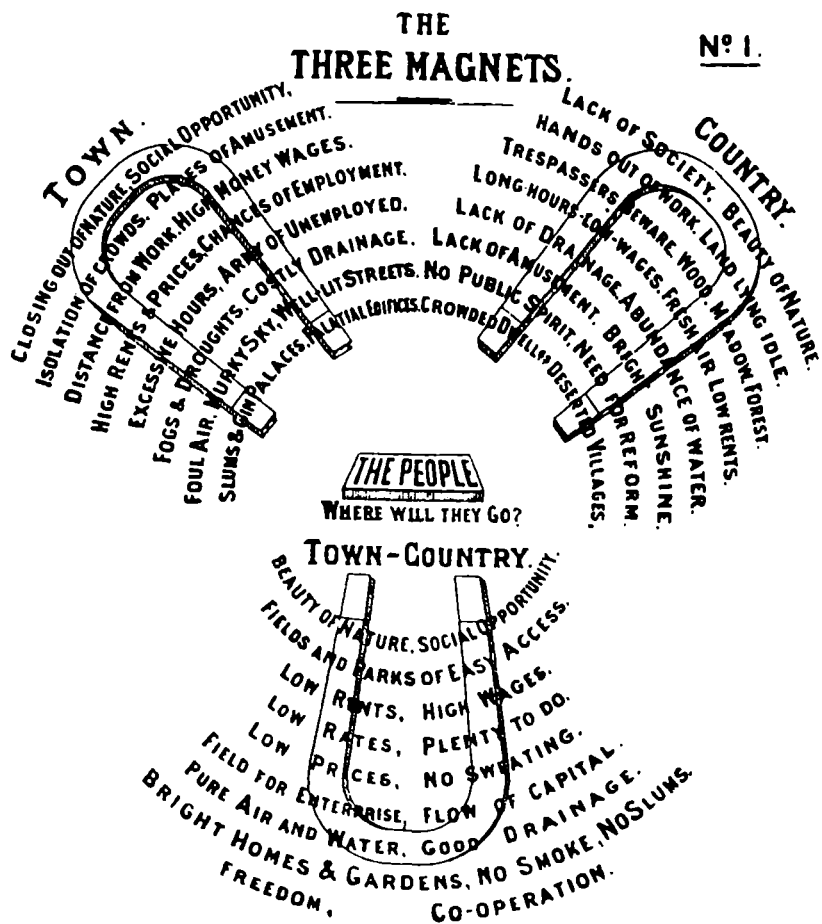 THE
THREE MAGNETS.
Nº 1.
TOWN.
CLOSING OUT OF NATURE. SOCIAL OPPORTUNITY,
ISOLATION OF CROWDS. PLACES OF AMUSEMENT.
DISTANCE FROM WORK. HIGH MONEY WAGES.
HIGH RENTS & PRICES. CHANCES OF EMPLOYMENT.
EXCESSIVE HOURS, ARMY OF UNEMPLOYED.
FOGS & DROUGHTS. COSTLY DRAINAGE.
FOUL AIR. MURKY SKY, WELL-LIT STREETS.
SLUMS & GIN PALACES, PALATIAL EDIFICES.
COUNTRY.
LACK OF SOCIETY. BEAUTY OF NATURE.
HANDS OUT OF WORK, LAND LYING IDLE.
TRESPASSERS BEWARE. WOOD, MEADOW, FOREST.
LONG-HOURS-LOW-WAGES. FRESH AIR LOW RENTS.
LACK OF DRAINAGE. ABUNDANCE OF WATER.
LACK OF AMUSEMENT. BRIGHT SUNSHINE.
NO PUBLIC SPIRIT. NEED FOR REFORM.
CROWDED DWELLGS DESERTED VILLAGES,
THE PEOPLE
WHERE WILL THEY GO?
TOWN-COUNTRY.
BEAUTY OF NATURE, SOCIAL OPPORTUNITY.
FIELDS AND PARKS OF EASY ACCESS.
LOW RENTS, HIGH WAGES.
LOW RATES, PLENTY TO DO.
LOW PRICES, NO SWEATING.
FIELD FOR ENTERPRISE, FLOW OF CAPITAL.
PURE AIR AND WATER, GOOD DRAINAGE.
BRIGHT HOMES & GARDENS, NO SMOKE, NO SLUMS.
FREEDOM, CO-OPERATION.